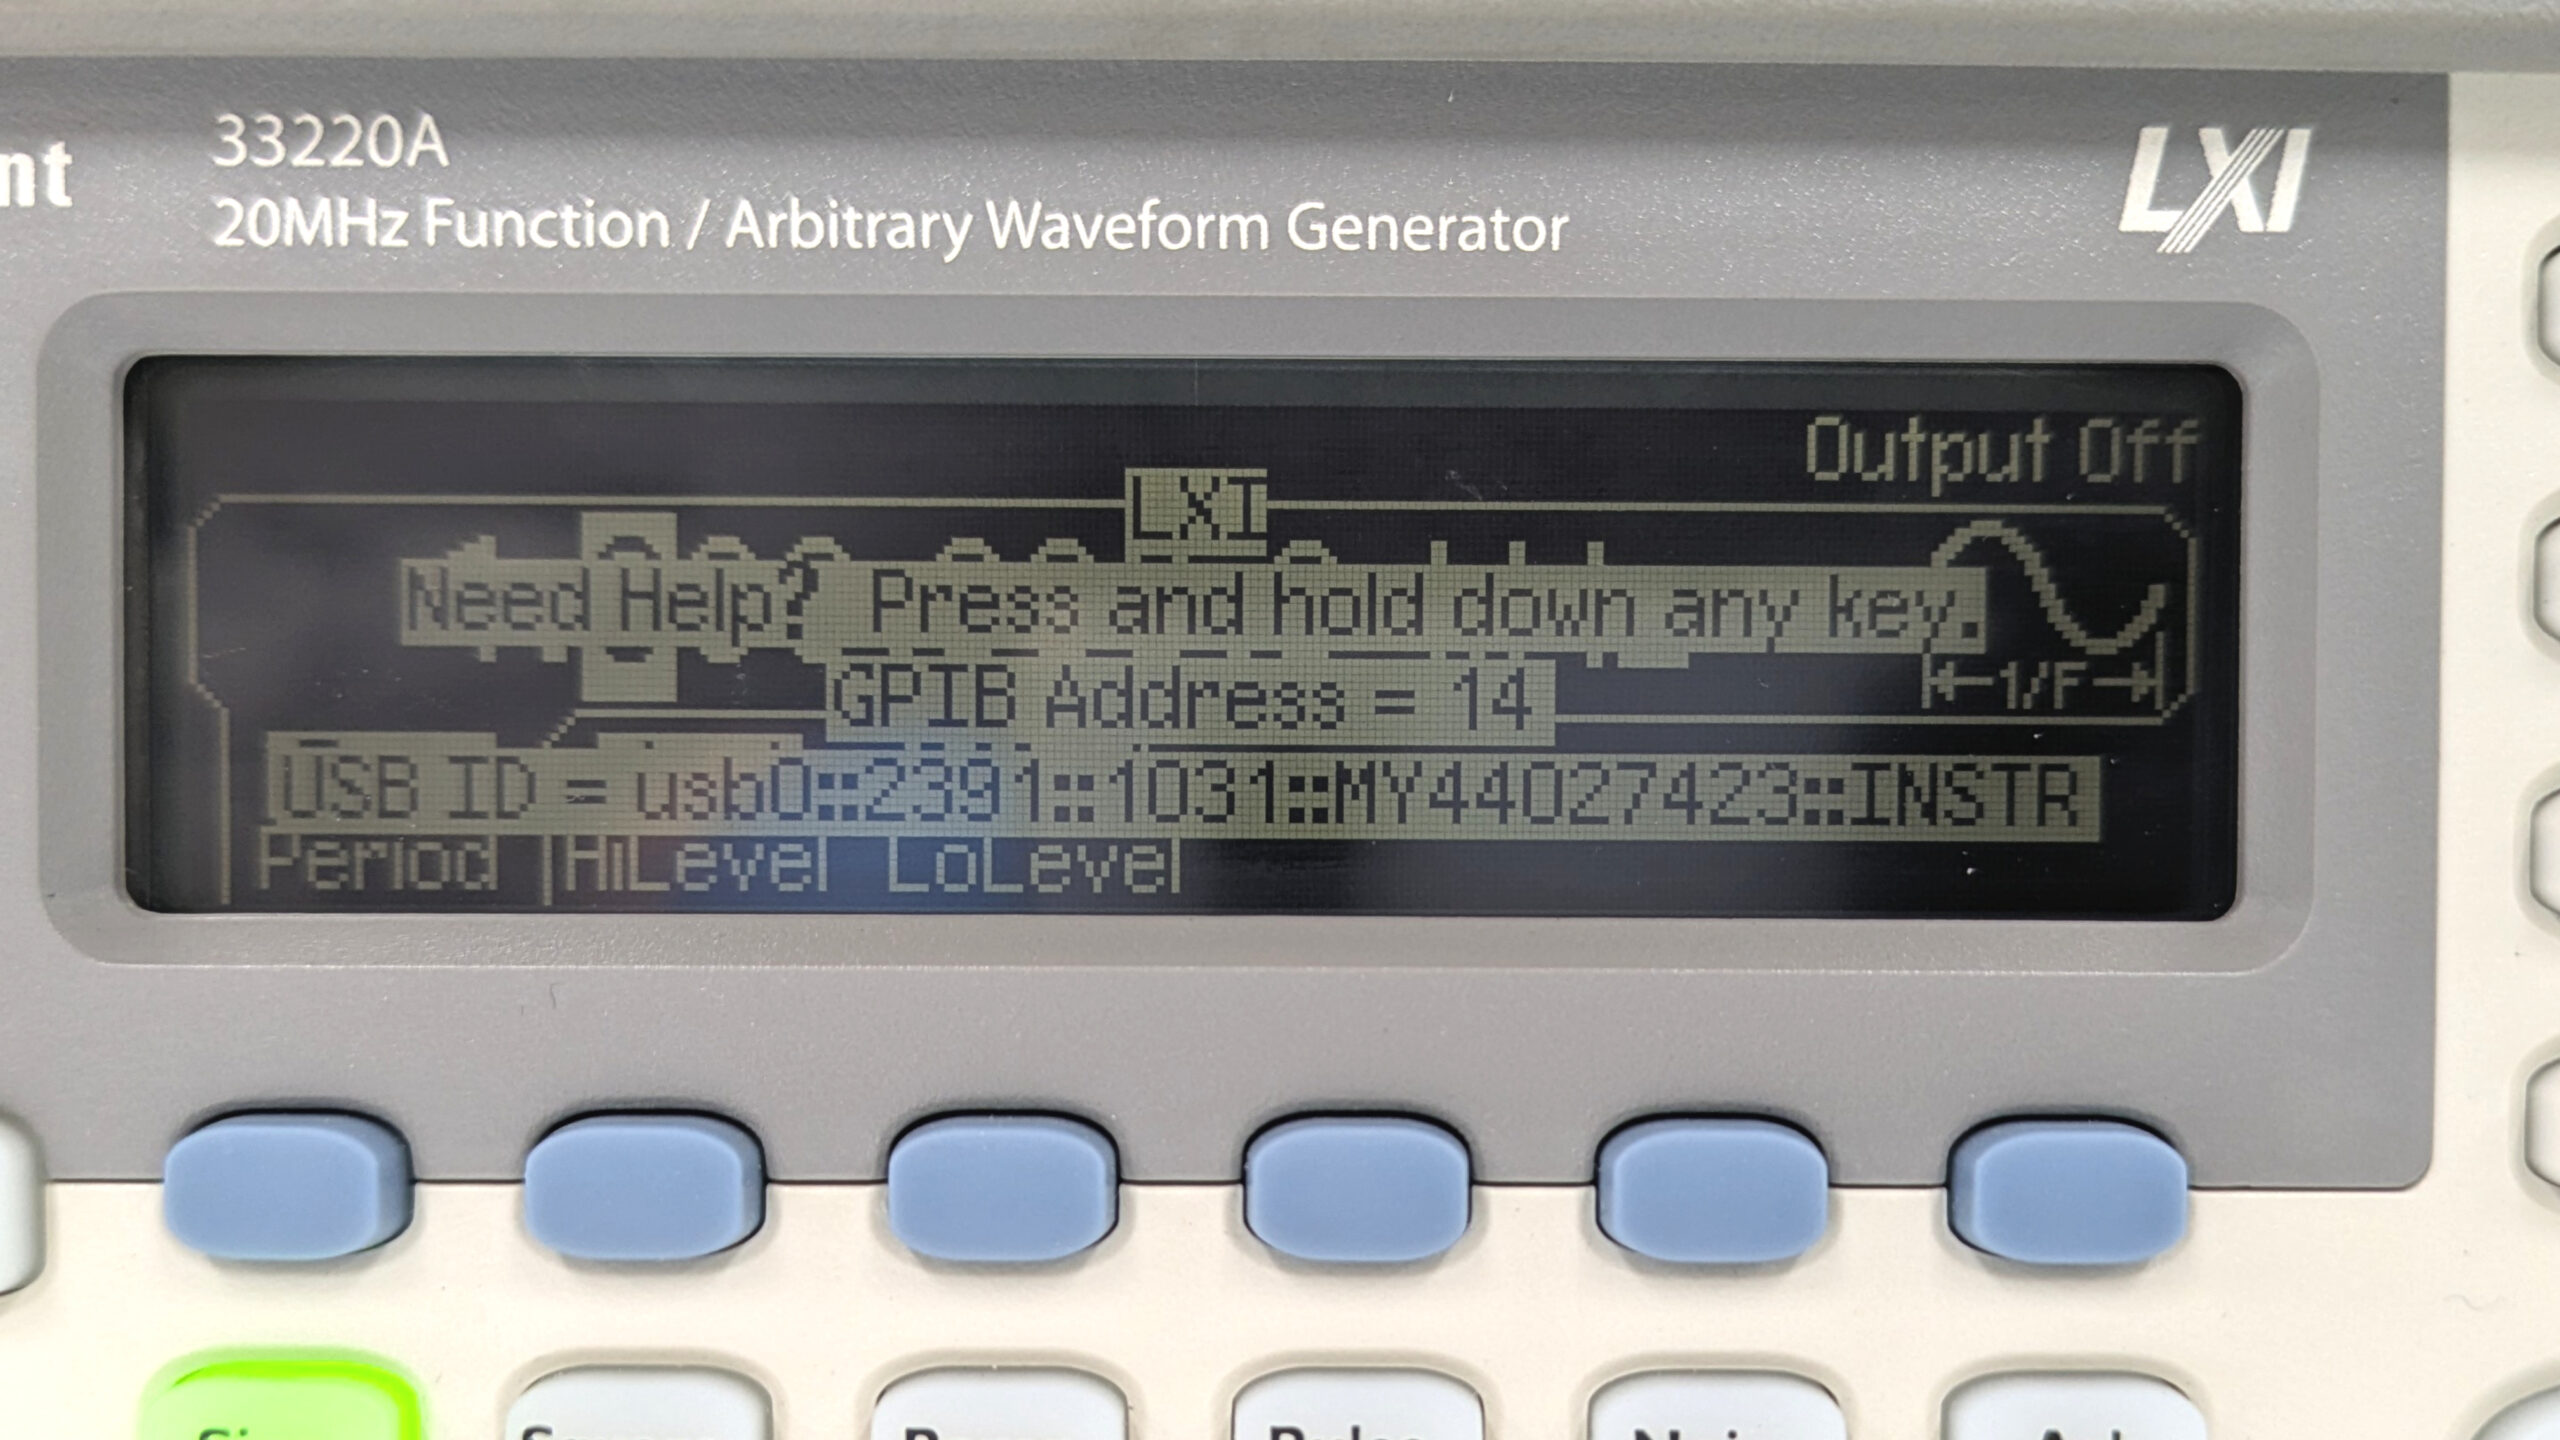 33220A
20MHz Function / Arbitrary Waveform Generator
LXI
Output Off
LXI
Need Help? Press and hold down any key.
1/F
GPIB Address = 14
USB ID = usb0::2391::1031::MY44027423::INSTR
Period HiLevel LoLevel